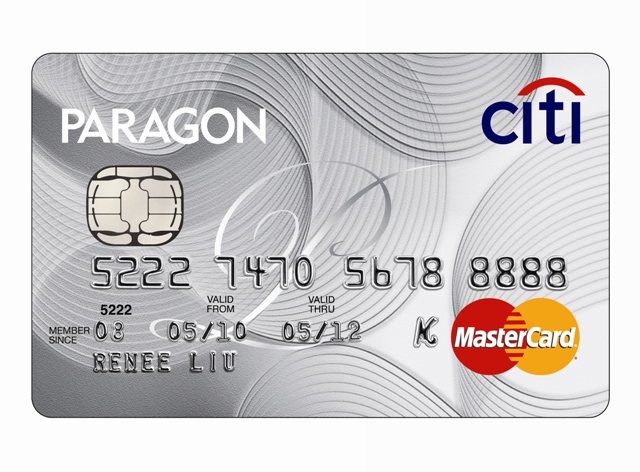 PARAGON
citi
5222 7470 5678 8888
5222
VALID FROM
VALID THRU
MEMBER SINCE
03 05/10 05/12 K
RENEE LIU
MasterCard